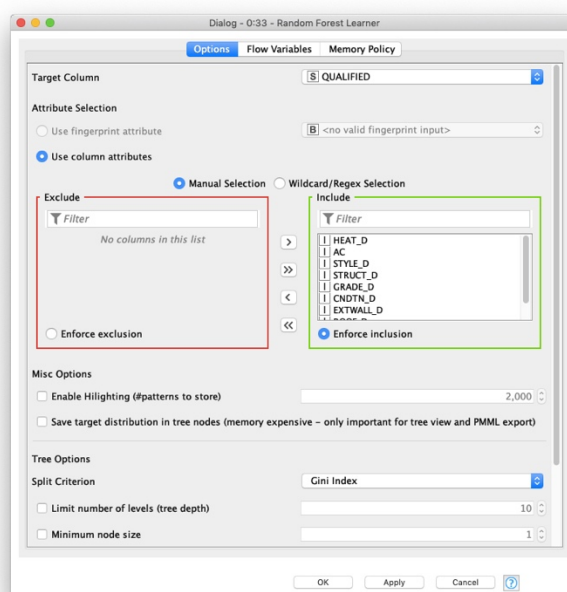 Dialog - 0:33 - Random Forest Learner
Options Flow Variables Memory Policy
Target Column S QUALIFIED
Attribute Selection
Use fingerprint attribute B <no valid fingerprint input>
Use column attributes
Manual Selection Wildcard/Regex Selection
Exclude Include
Filter Filter
No columns in this list
I HEAT_D
I AC
I STYLE_D
I STRUCT_D
I GRADE_D
I CNDTN_D
I EXTWALL_D
> 
>>
<
<<
Enforce exclusion Enforce inclusion
Misc Options
Enable Hilighting (#patterns to store) 2,000
Save target distribution in tree nodes (memory expensive - only important for tree view and PMML export)
Tree Options
Split Criterion Gini Index
Limit number of levels (tree depth) 10
Minimum node size 1
OK Apply Cancel ?